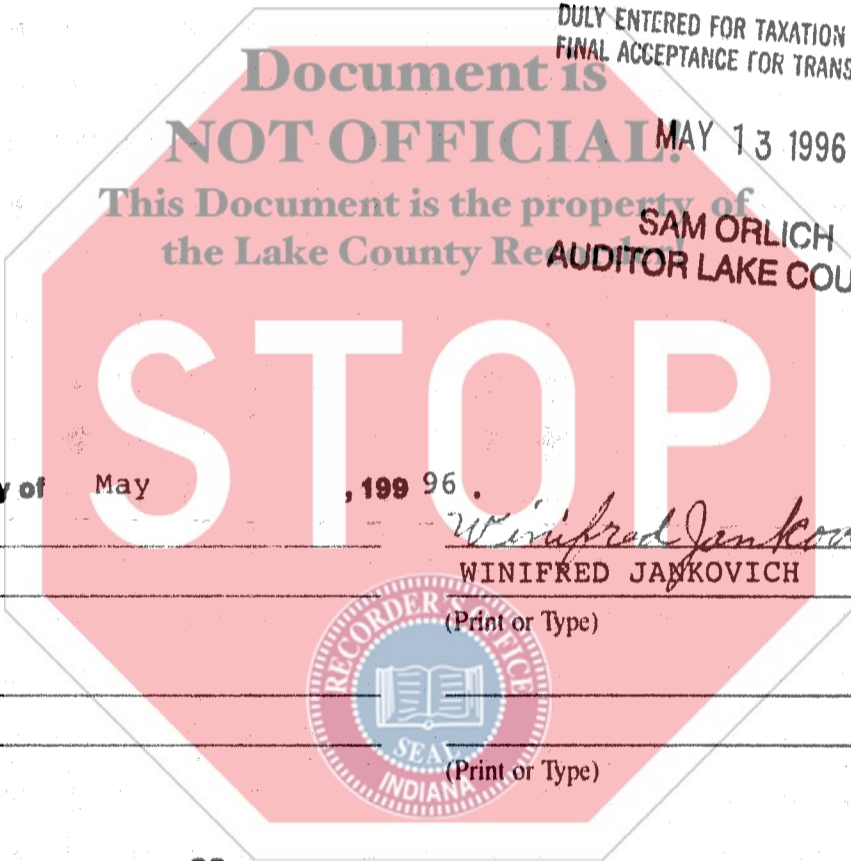 DULY ENTERED FOR TAXATION
FINAL ACCEPTANCE FOR TRANS
Document is
NOT OFFICIAL!
MAY 13 1996
This Document is the property of
the Lake County Recorder!
SAM ORLICH
AUDITOR LAKE COU
STOP
y of May , 199 96 .
Winifred Jankov
WINIFRED JANKOVICH
(Print or Type)
RECORDER'S OFFICE
SEAL
INDIANA
(Print or Type)